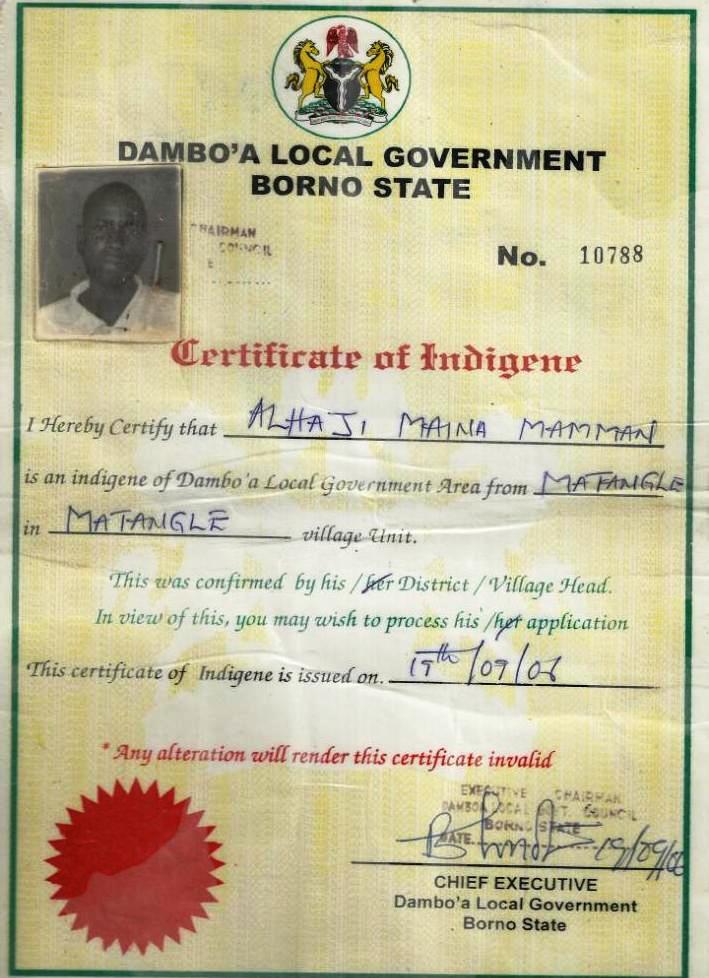 DAMBO'A LOCAL GOVERNMENT
BORNO STATE
CHAIRMAN
COUNCIL
No. 10788
Certificate of Indigene
I Hereby Certify that ALHAJI MAINA MAMMAN
is an indigene of Dambo'a Local Government Area from MATANGLE
in MATANGLE village Unit.
This was confirmed by his / her District / Village Head.
In view of this, you may wish to process his / her application
This certificate of Indigene is issued on. 19th/09/06
* Any alteration will render this certificate invalid
EXECUTIVE CHAIRMAN
DAMBOA LOCAL GOVT. COUNCIL
BORNO STATE
DATE. 19/09/06
CHIEF EXECUTIVE
Dambo'a Local Government
Borno State